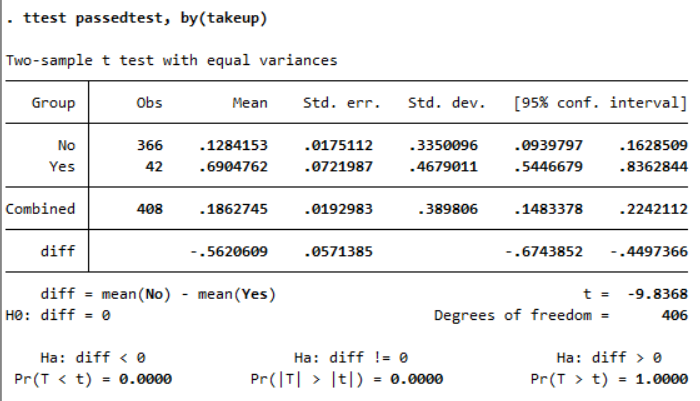 . ttest passedtest, by(takeup)
Two-sample t test with equal variances
Group Obs Mean Std. err. Std. dev. [95% conf. interval]
No 366 .1284153 .0175112 .3350096 .0939797 .1628509
Yes 42 .6904762 .0721987 .4679011 .5446679 .8362844
Combined 408 .1862745 .0192983 .389806 .1483378 .2242112
diff -.5620609 .0571385 -.6743852 -.4497366
diff = mean(No) - mean(Yes) t = -9.8368
H0: diff = 0 Degrees of freedom = 406
Ha: diff < 0 Ha: diff != 0 Ha: diff > 0
Pr(T < t) = 0.0000 Pr(|T| > |t|) = 0.0000 Pr(T > t) = 1.0000